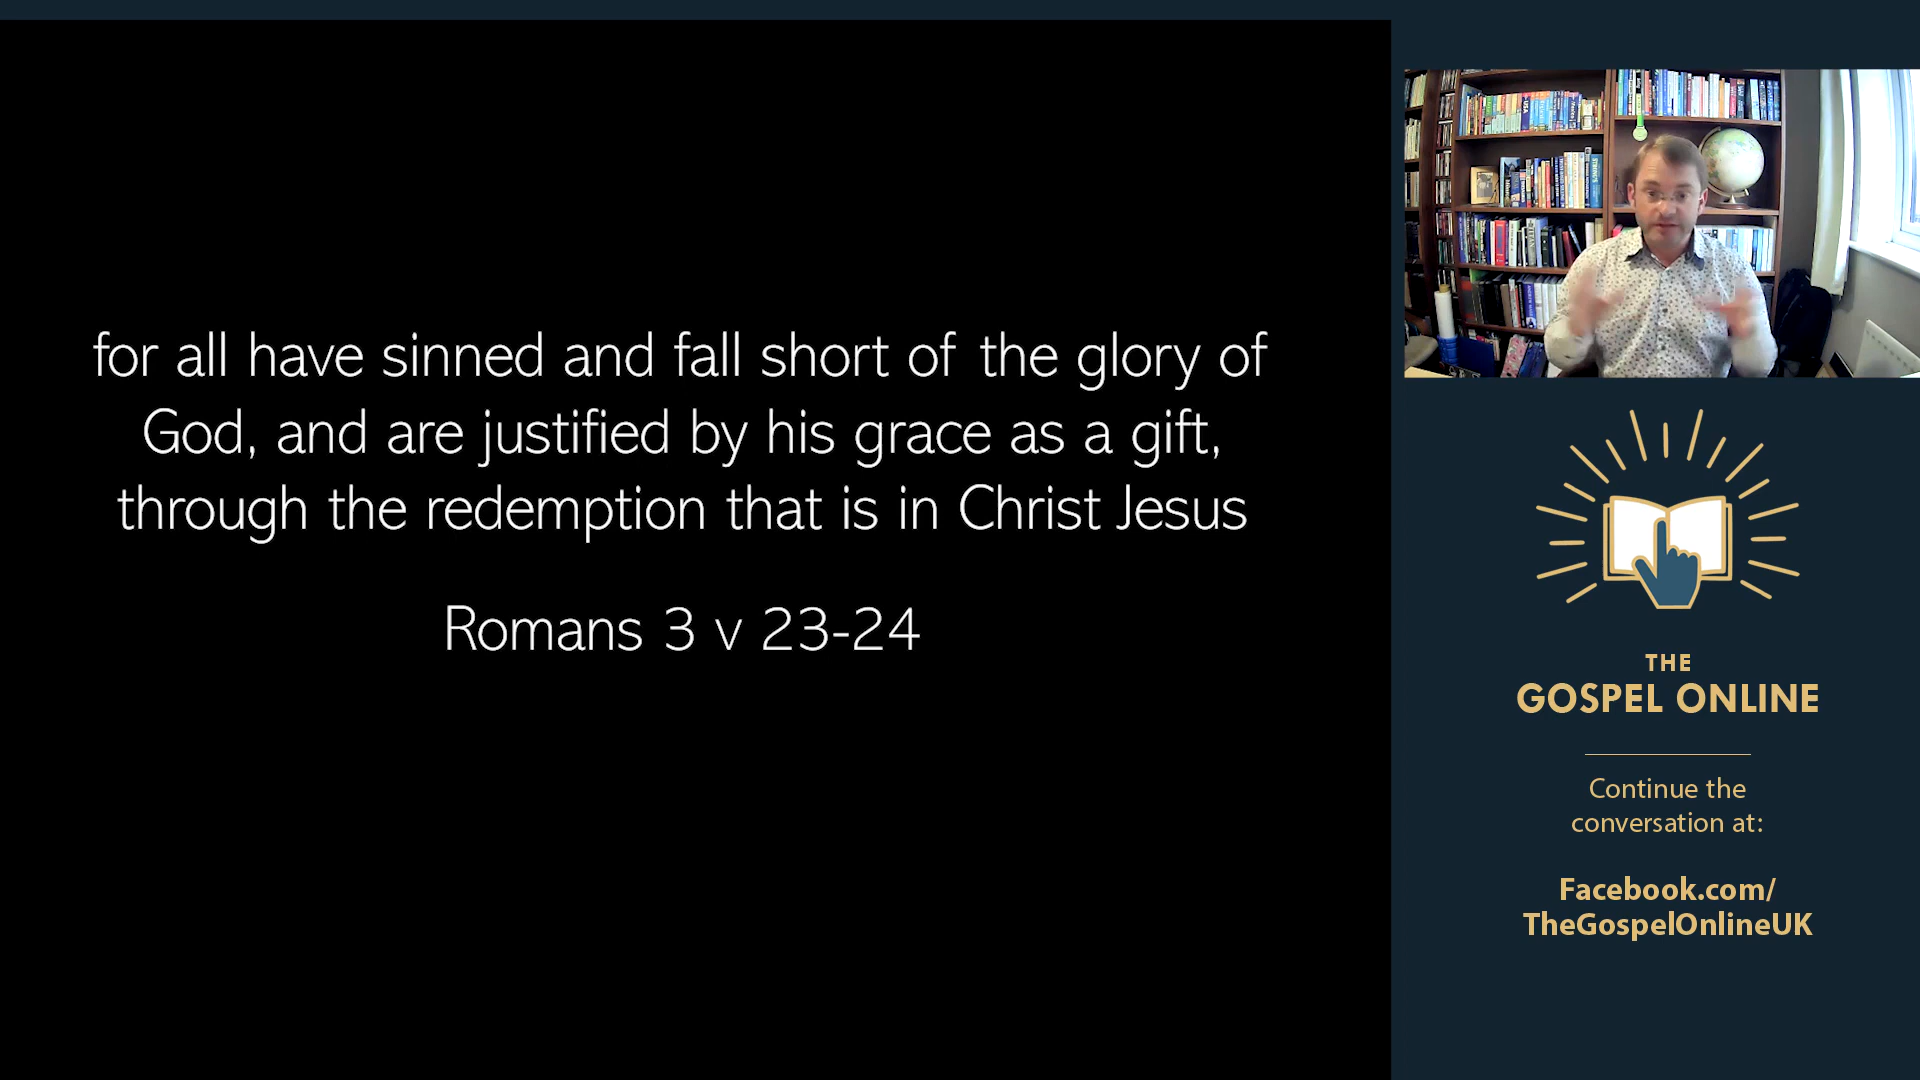 for all have sinned and fall short of the glory of
God, and are justified by his grace as a gift,
through the redemption that is in Christ Jesus
Romans 3 v 23-24
THE
GOSPEL ONLINE
Continue the
conversation at:
Facebook.com/
TheGospelOnlineUK